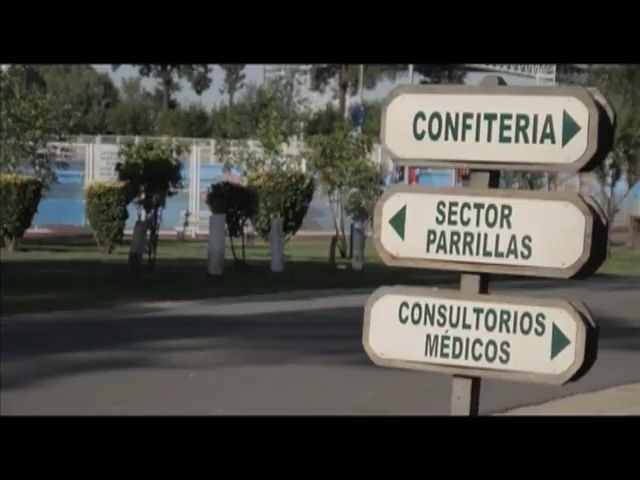 CONFITERIA
SECTOR
PARRILLAS
CONSULTORIOS
MÉDICOS